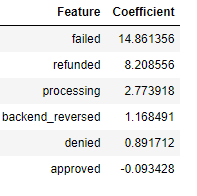 Feature Coefficient
failed 14.861356
refunded 8.208556
processing 2.773918
backend_reversed 1.168491
denied 0.891712
approved -0.093428